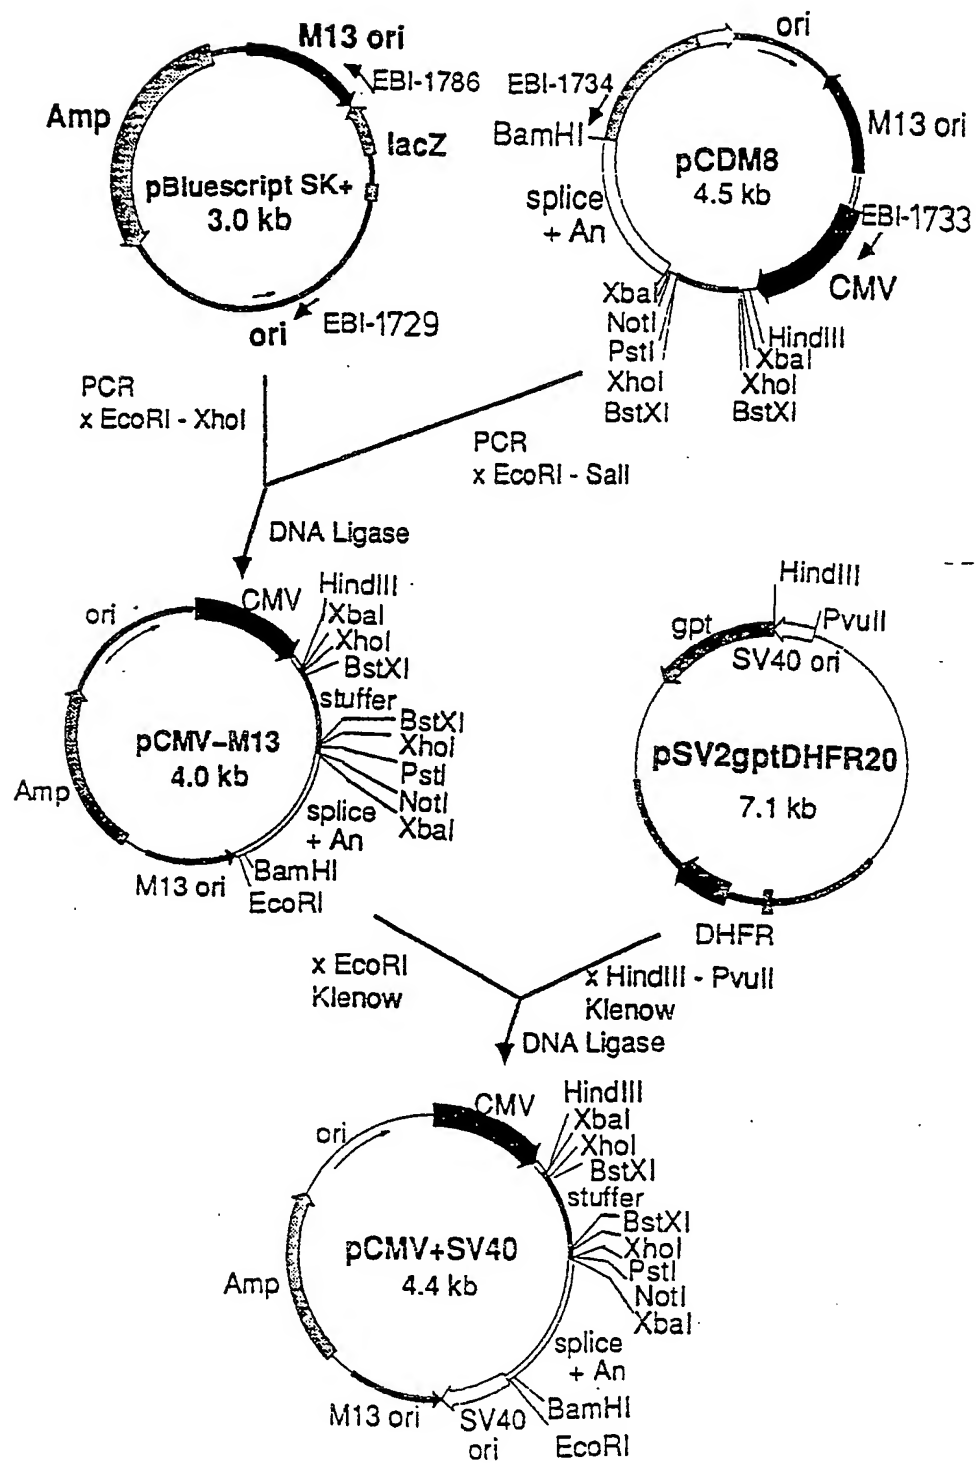 M13 ori
EBI-1786
Amp
lacZ
pBluescript SK+
3.0 kb
ori
EBI-1729
ori
EBI-1734
BamHI
M13 ori
pCDM8
4.5 kb
splice
+ An
EBI-1733
CMV
XbaI
NotI
PstI
XhoI
BstXI
HindIII
XbaI
XhoI
BstXI
PCR
x EcoRI - XhoI
PCR
x EcoRI - SalI
DNA Ligase
ori
CMV
HindIII
XbaI
XhoI
BstXI
stuffer
BstXI
XhoI
PstI
NotI
XbaI
pCMV-M13
4.0 kb
Amp
splice
+ An
M13 ori
BamHI
EcoRI
HindIII
PvuII
gpt
SV40 ori
pSV2gptDHFR20
7.1 kb
DHFR
x EcoRI
Klenow
x HindIII - PvuII
Klenow
DNA Ligase
ori
CMV
HindIII
XbaI
XhoI
BstXI
stuffer
BstXI
XhoI
PstI
NotI
XbaI
pCMV+SV40
4.4 kb
Amp
splice
+ An
M13 ori
SV40
ori
BamHI
EcoRI